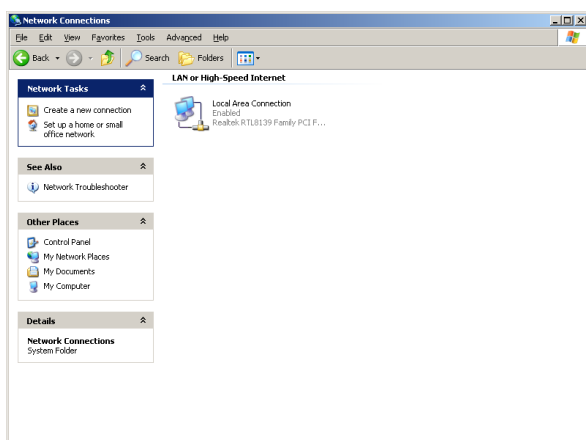 Network Connections
File Edit View Favorites Tools Advanced Help
Back Search Folders
Network Tasks
Create a new connection
Set up a home or small
office network
See Also
Network Troubleshooter
Other Places
Control Panel
My Network Places
My Documents
My Computer
Details
Network Connections
System Folder
LAN or High-Speed Internet
Local Area Connection
Enabled
Realtek RTL8139 Family PCI F...